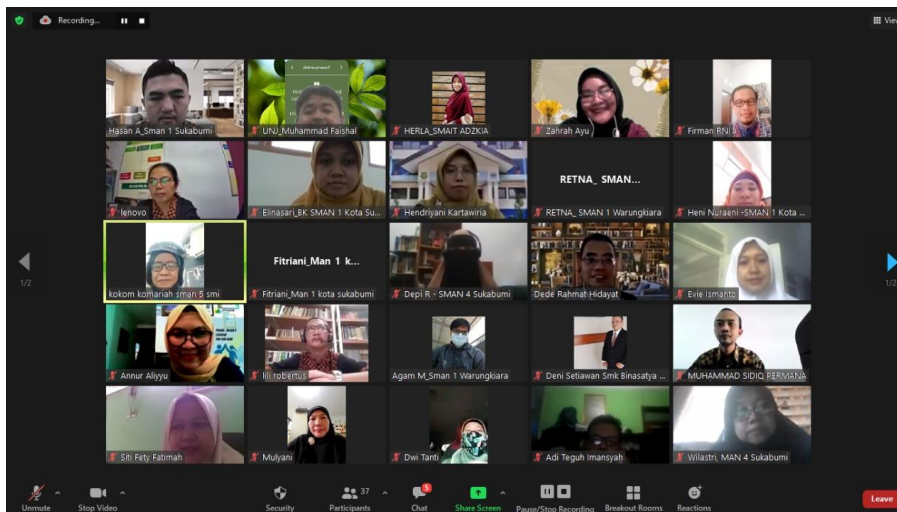 Recording...
View
Hasan A_Sman 1 Sukabumi
UNJ_Muhammad Faishal
HERLA_SMAIT ADZKIA
Zahrah Ayu
Firman RNI
lenovo
Elinasari_BK SMAN 1 Kota Su...
Hendriyani Kartawiria
RETNA_ SMAN...
RETNA_ SMAN 1 Warungkiara
Heni Nuraeni -SMAN 1 Kota ...
kokom komariah sman 5 smi
Fitriani_Man 1 k...
Fitriani_Man 1 kota sukabumi
Depi R - SMAN 4 Sukabumi
Dede Rahmat Hidayat
Evie Ismanto
1/2
1/2
Annur Aliyyu
lili robertus
Agam M_Sman 1 Warungkiara
Deni Setiawan Smk Binasatya ...
MUHAMMAD SIDIQ PERMANA
Siti Fety Fatimah
Mulyani
Dwi Tanti
Adi Teguh Imansyah
Wilastri, MAN 4 Sukabumi
Unmute
Stop Video
Security
Participants
37
Chat
5
Share Screen
Pause/Stop Recording
Breakout Rooms
Reactions
Leave